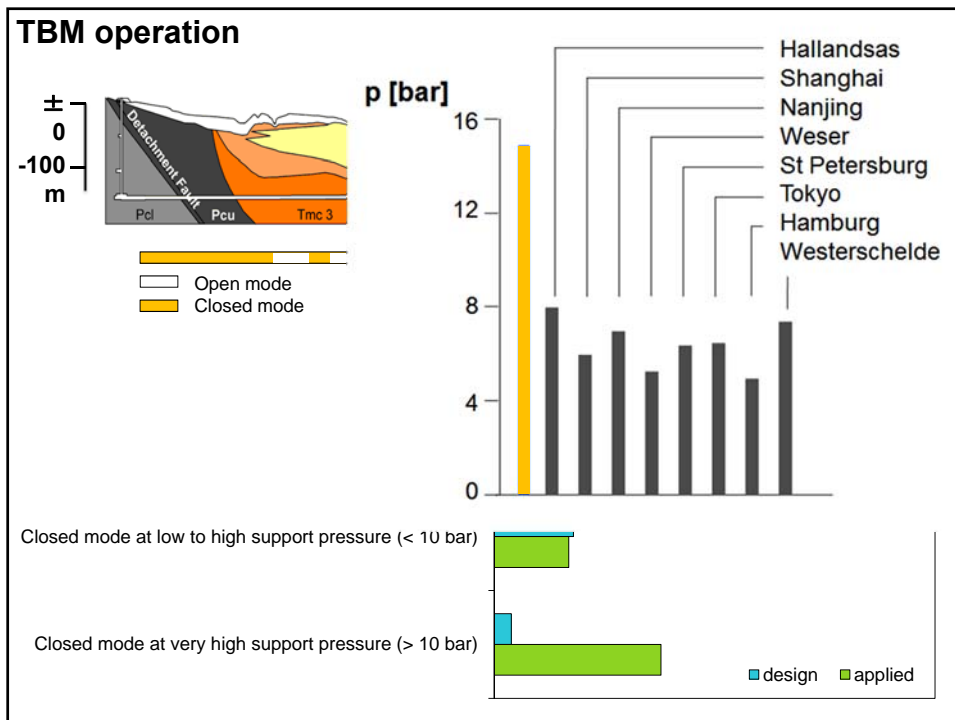 TBM operation
±
0
-100
m
Detachment Fault
Pcl
Pcu
Tmc 3
Open mode
Closed mode
p [bar]
16
12
8
4
0
Hallandsas
Shanghai
Nanjing
Weser
St Petersburg
Tokyo
Hamburg
Westerschelde
Closed mode at low to high support pressure (< 10 bar)
Closed mode at very high support pressure (> 10 bar)
design
applied